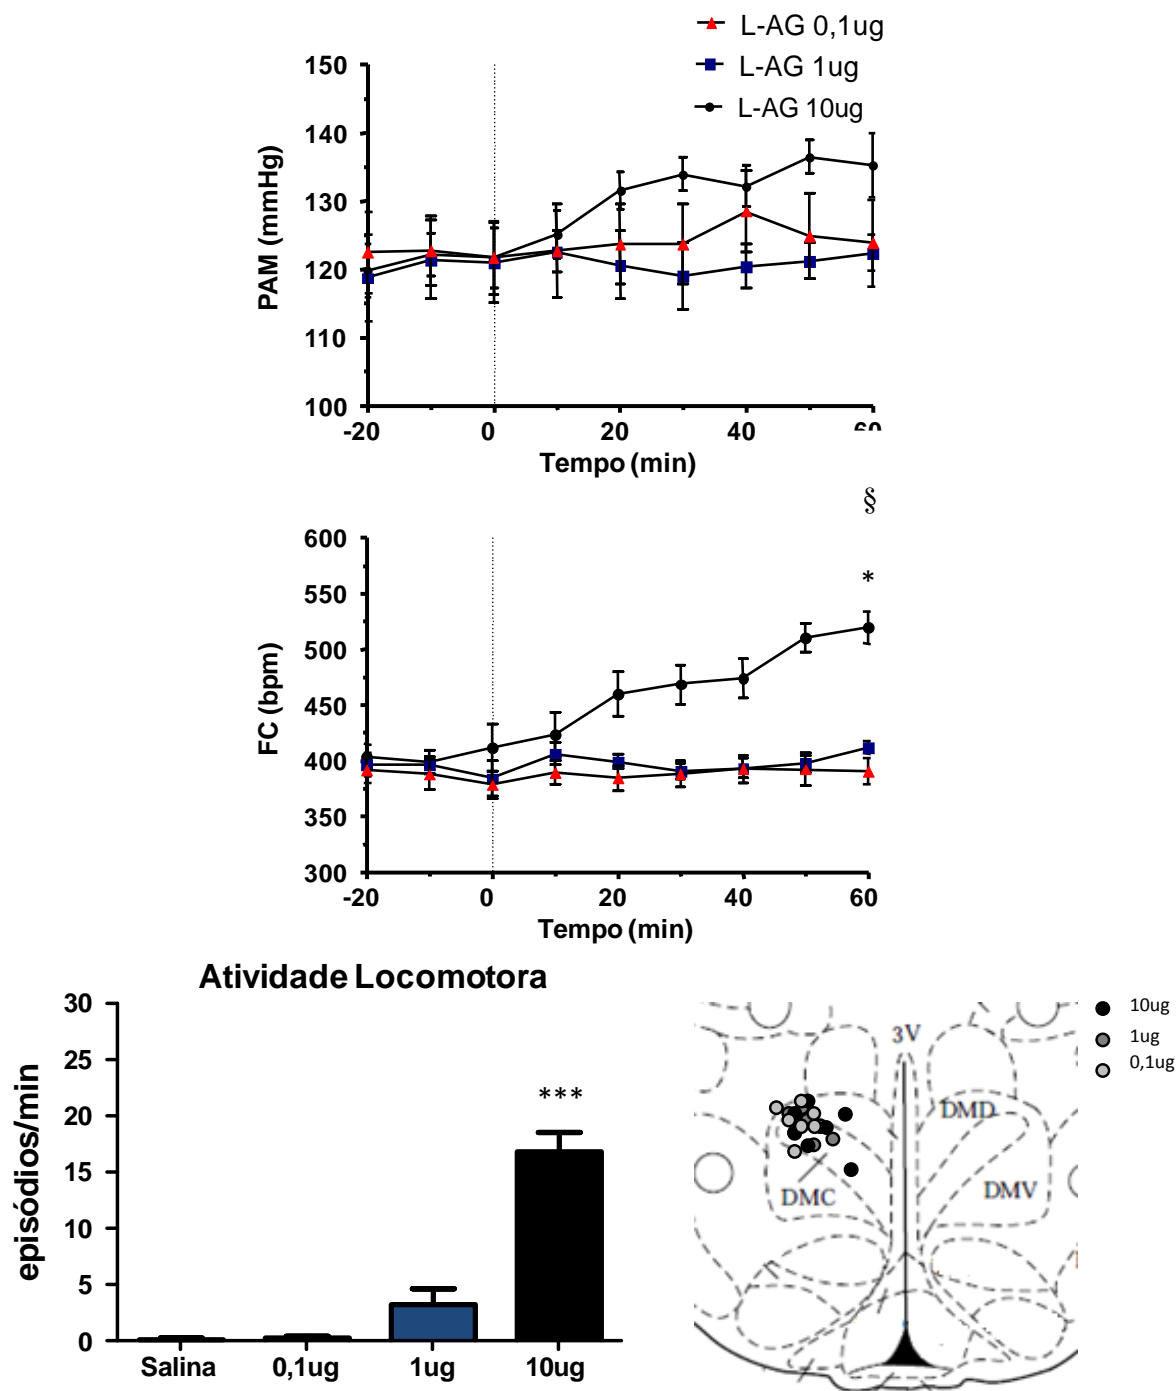 L-AG 0,1ug
L-AG 1ug
L-AG 10ug
150
140
130
120
110
100
PAM (mmHg)
-20 0 20 40 60
Tempo (min)
§
*
600
550
500
450
400
350
300
FC (bpm)
-20 0 20 40 60
Tempo (min)
Atividade Locomotora
30
25
20
15
10
5
0
episódios/min
***
Salina 0,1ug 1ug 10ug
10ug
1ug
0,1ug
3V
DMD
DMC
DMV